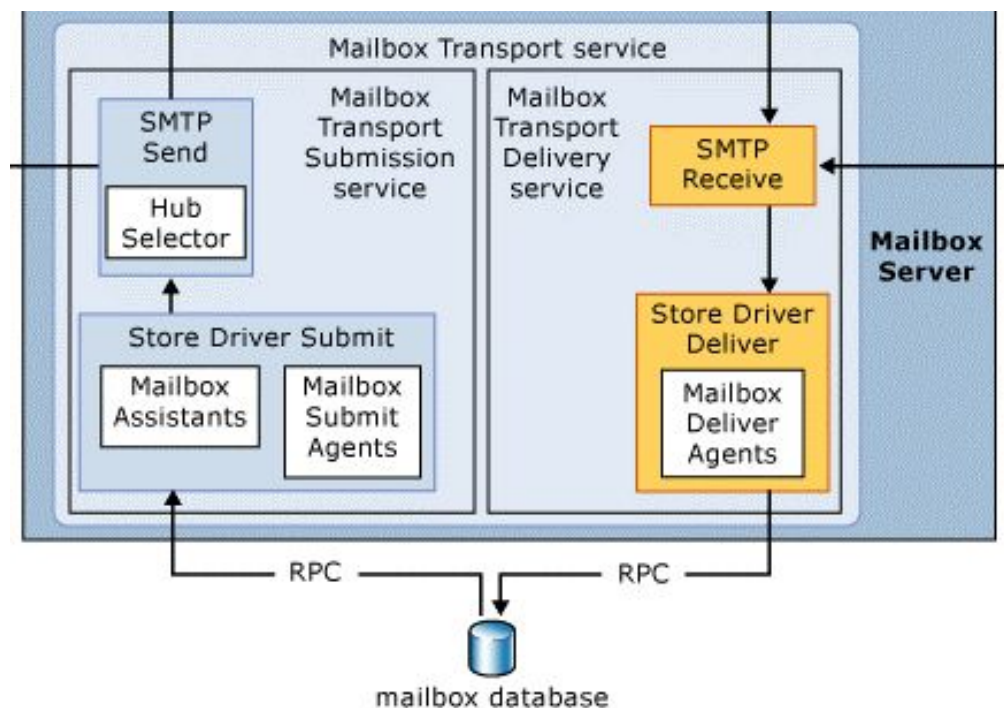 Mailbox Transport service
Mailbox
Transport
Submission
service
SMTP
Send
Hub
Selector
Store Driver Submit
Mailbox
Assistants
Mailbox
Submit
Agents
Mailbox
Transport
Delivery
service
SMTP
Receive
Store Driver
Deliver
Mailbox
Deliver
Agents
Mailbox
Server
RPC
RPC
mailbox database